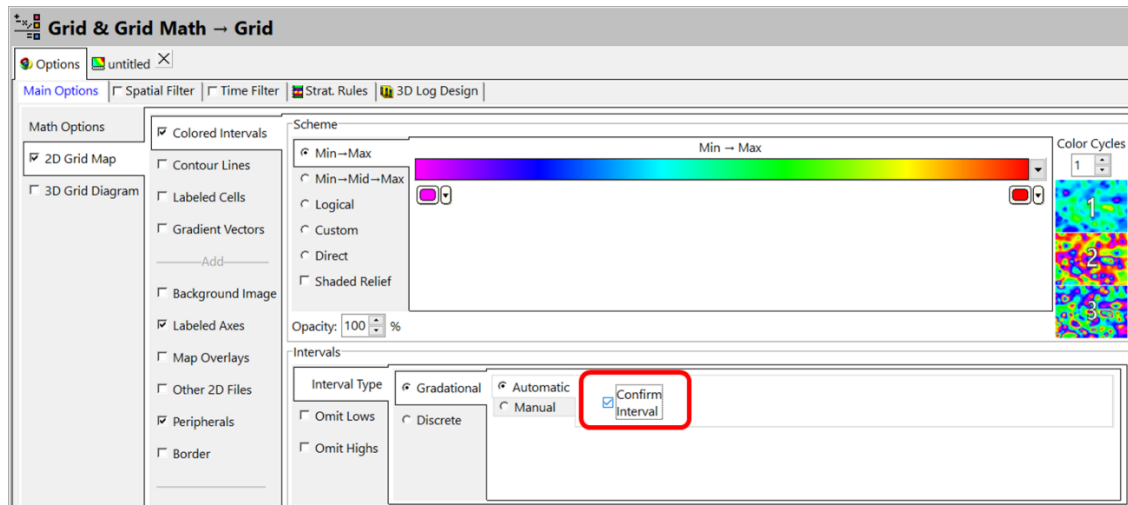 Grid & Grid Math → Grid
Options
untitled
Main Options
Spatial Filter
Time Filter
Strat. Rules
3D Log Design
Math Options
2D Grid Map
3D Grid Diagram
Colored Intervals
Contour Lines
Labeled Cells
Gradient Vectors
Add
Background Image
Labeled Axes
Map Overlays
Other 2D Files
Peripherals
Border
Scheme
Min→Max
Min→Mid→Max
Logical
Custom
Direct
Shaded Relief
Min → Max
Color Cycles
1
1
2
3
Opacity: 100 %
Intervals
Interval Type
Omit Lows
Omit Highs
Gradational
Discrete
Automatic
Manual
Confirm
Interval